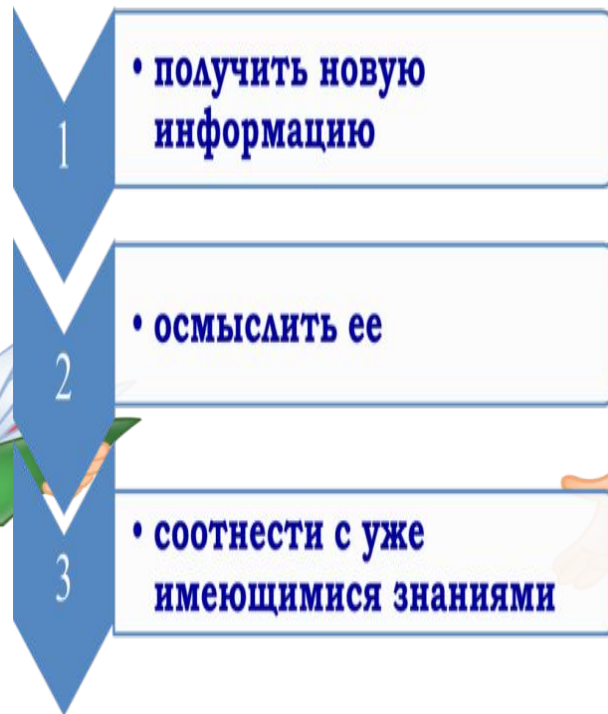 1
• получить новую
информацию
2
• осмыслить ее
3
• соотнести с уже
имеющимися знаниями